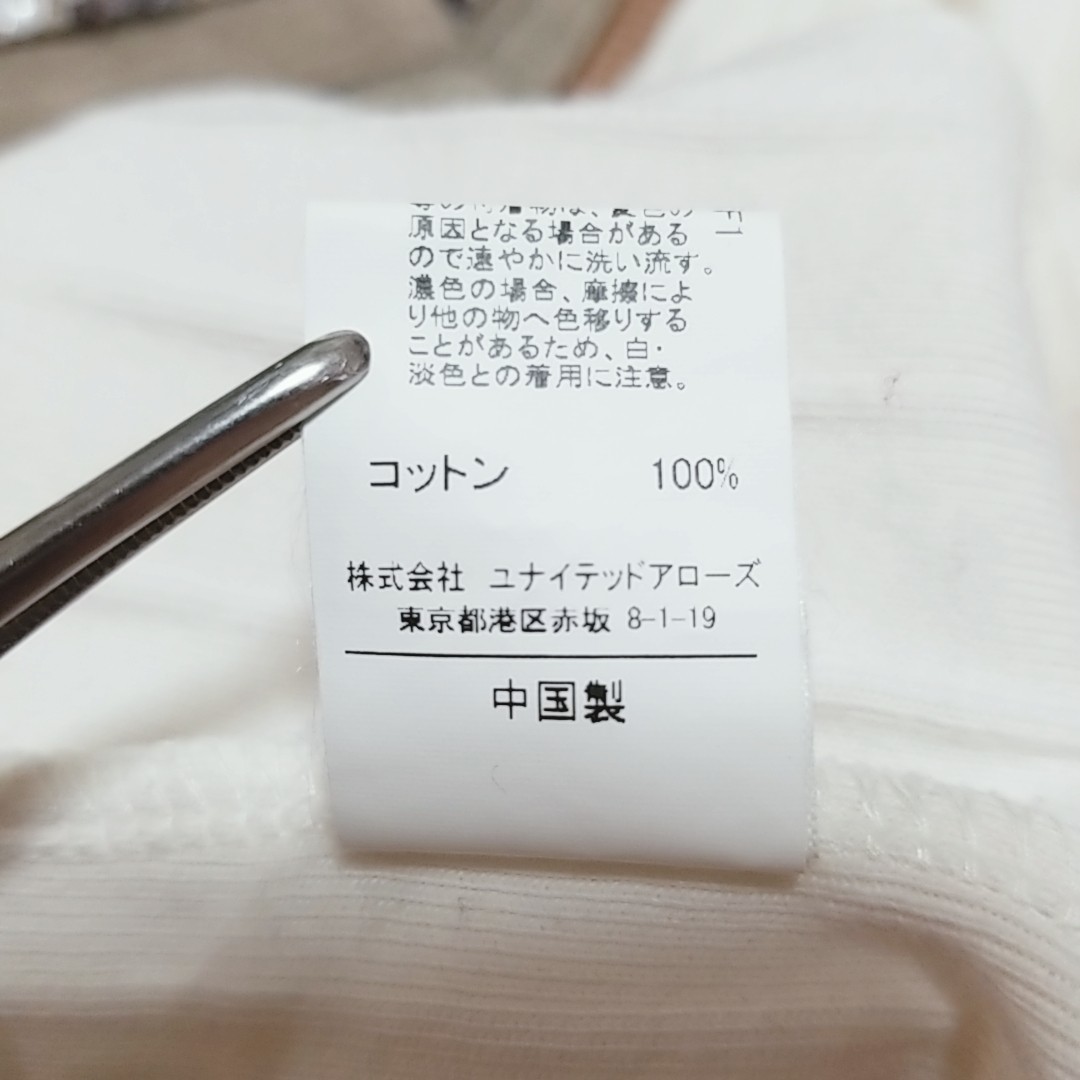 原因となる場合がある
ので速やかに洗い流す。
濃色の場合、摩擦によ
り他の物へ色移りする
ことがあるため、白・
淡色との着用に注意。
コットン 100%
株式会社 ユナイテッドアローズ
東京都港区赤坂 8-1-19
中国製